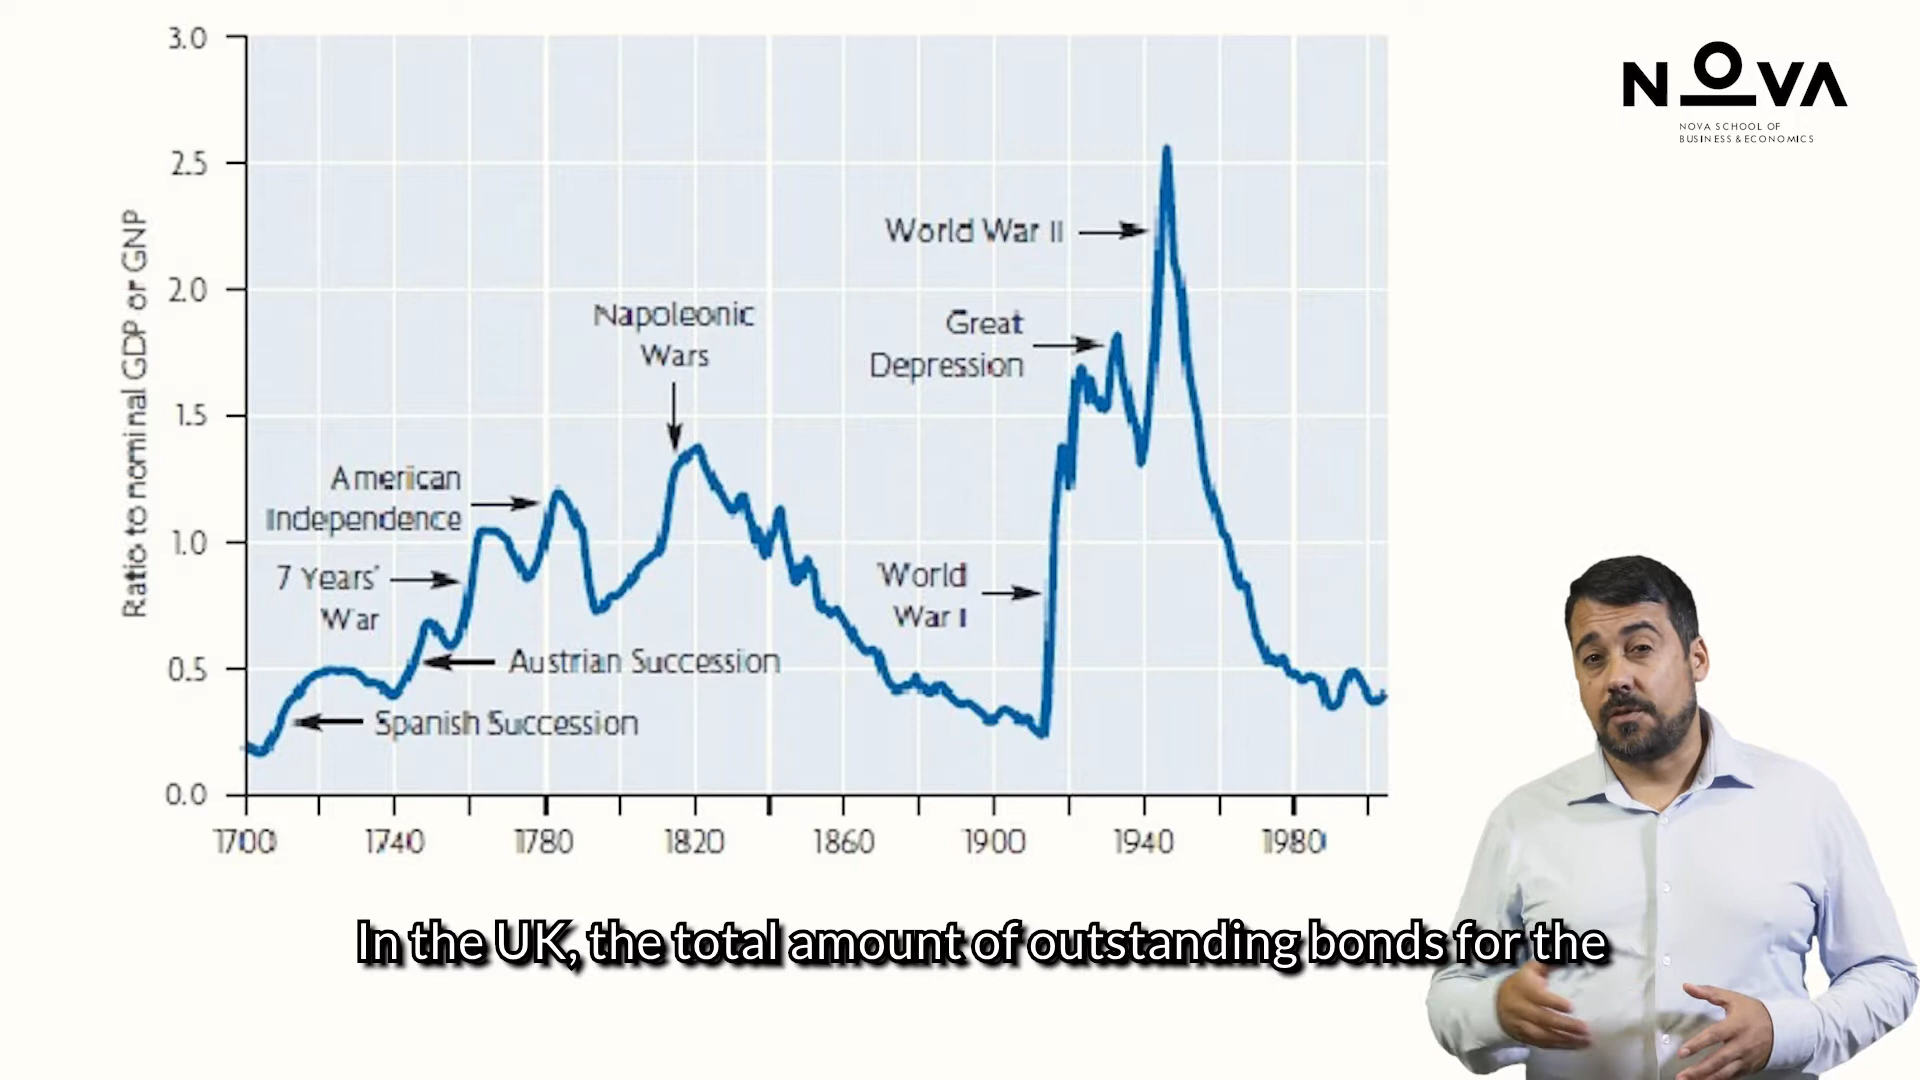 3.0
2.5
2.0
1.5
1.0
0.5
0.0
Ratio to nominal GDP or GNP
World War II
Great
Depression
Napoleonic
Wars
American
Independence
7 Years'
War
World
War I
Austrian Succession
Spanish Succession
1700
1740
1780
1820
1860
1900
1940
1980
NOVA
NOVA SCHOOL OF
BUSINESS & ECONOMICS
In the UK, the total amount of outstanding bonds for the